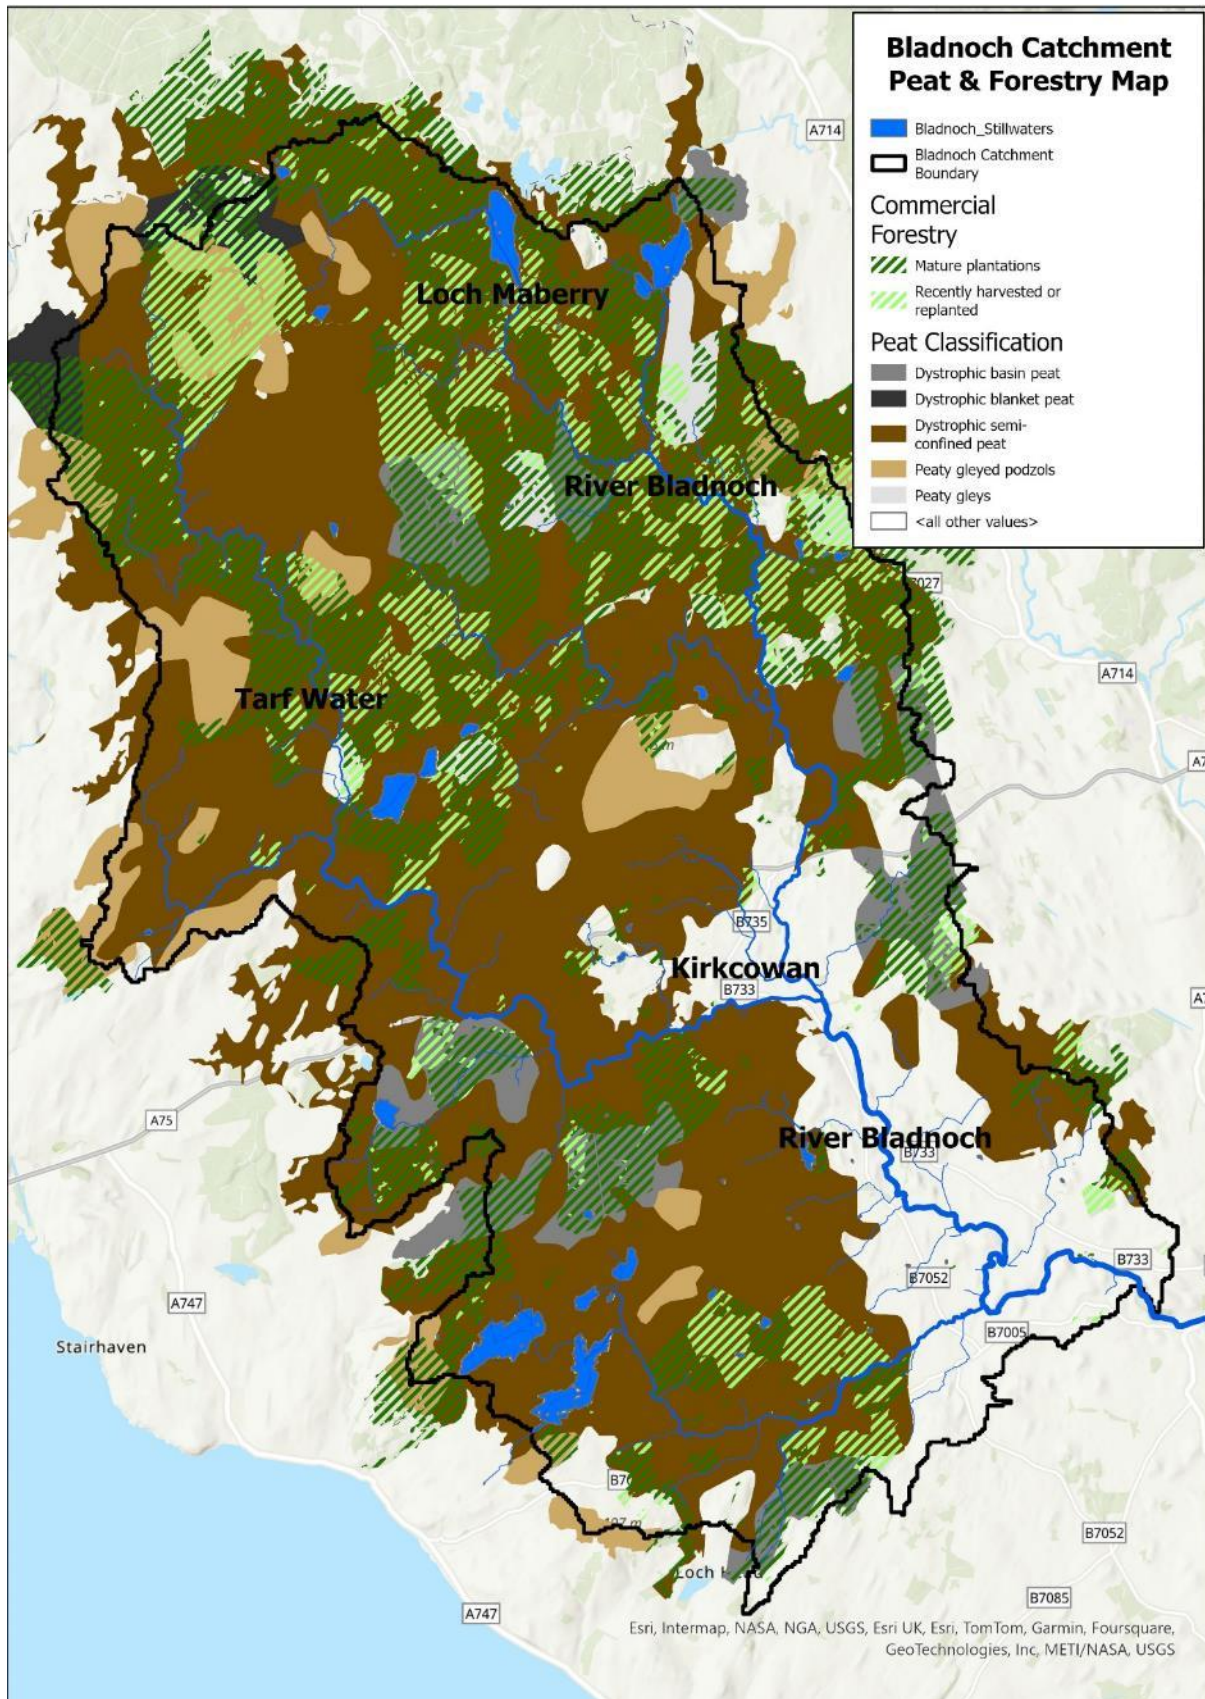 Bladnoch Catchment
Peat & Forestry Map
Bladnoch_Stillwaters
Bladnoch Catchment
Boundary
Commercial
Forestry
Mature plantations
Recently harvested or
replanted
Peat Classification
Dystrophic basin peat
Dystrophic blanket peat
Dystrophic semi-
confined peat
Peaty gleyed podzols
Peaty gleys
<all other values>
A714
Loch Maberry
River Bladnoch
A714
Tarf Water
B735
Kirkcowan
B733
A75
River Bladnoch
B733
B733
B7052
A747
B7005
Stairhaven
B7052
B7085
A747
Esri, Intermap, NASA, NGA, USGS, Esri UK, Esri, TomTom, Garmin, Foursquare,
GeoTechnologies, Inc, METI/NASA, USGS